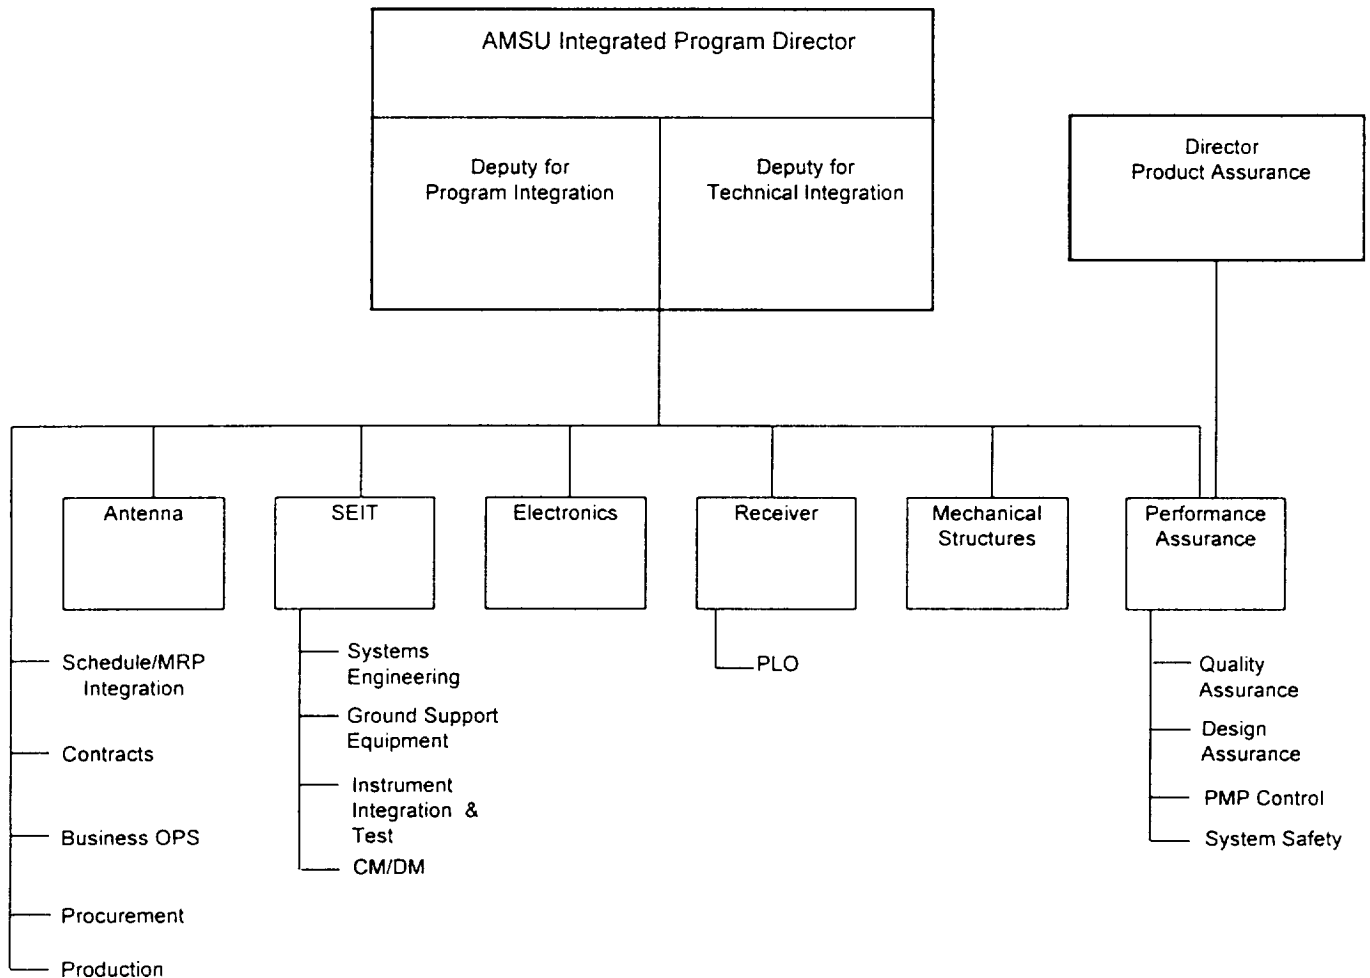 AMSU Integrated Program Director
Deputy for
Program Integration
Deputy for
Technical Integration
Director
Product Assurance
Antenna
SEIT
Electronics
Receiver
Mechanical
Structures
Performance
Assurance
Schedule/MRP
Integration
Contracts
Business OPS
Procurement
Production
Systems
Engineering
Ground Support
Equipment
Instrument
Integration &
Test
CM/DM
PLO
Quality
Assurance
Design
Assurance
PMP Control
System Safety